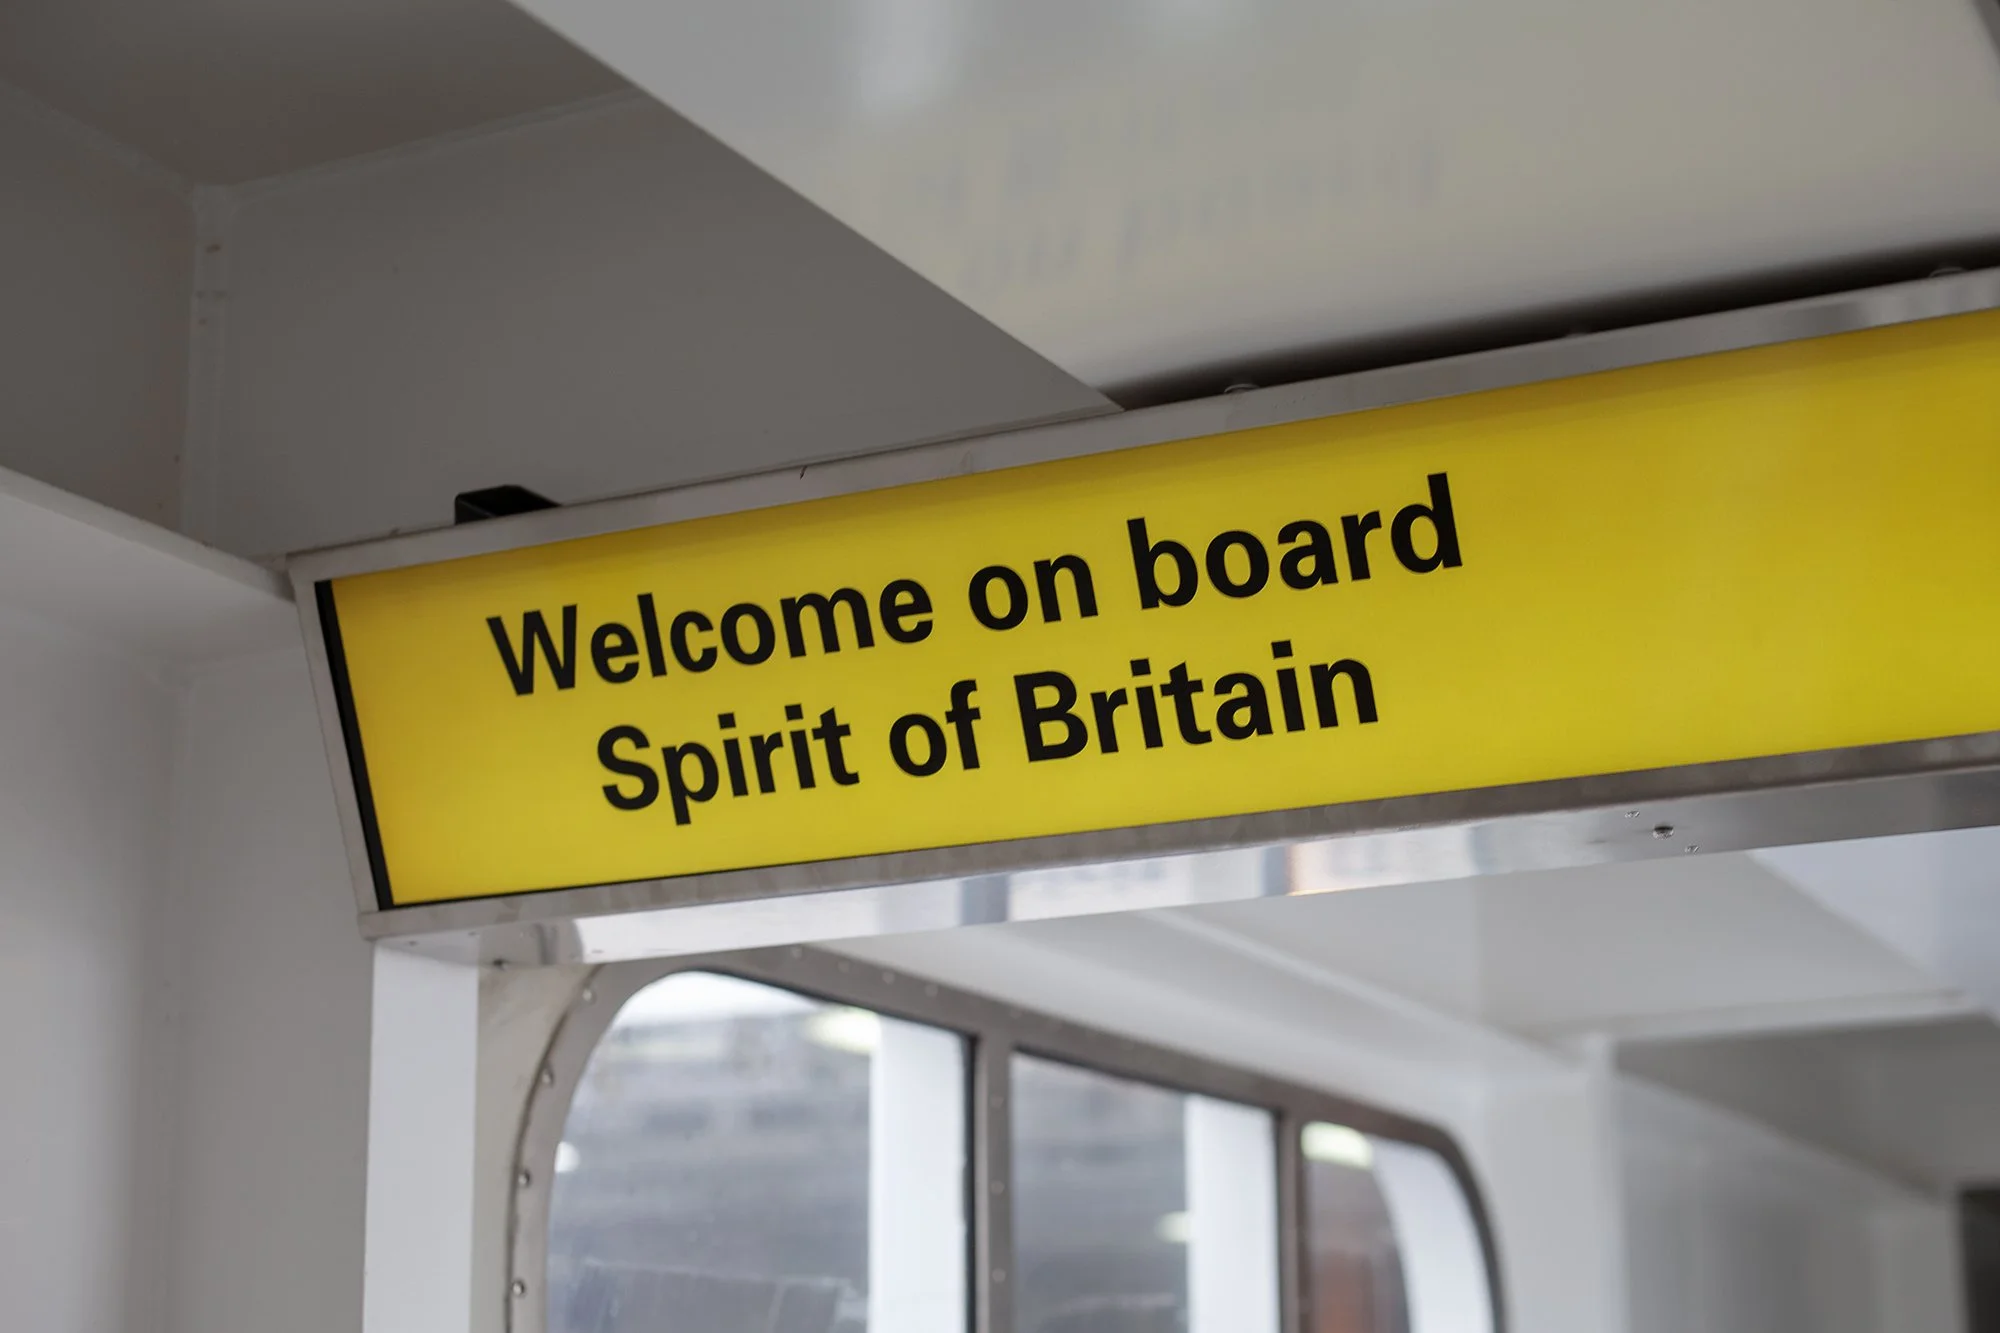 Welcome on board
Spirit of Britain